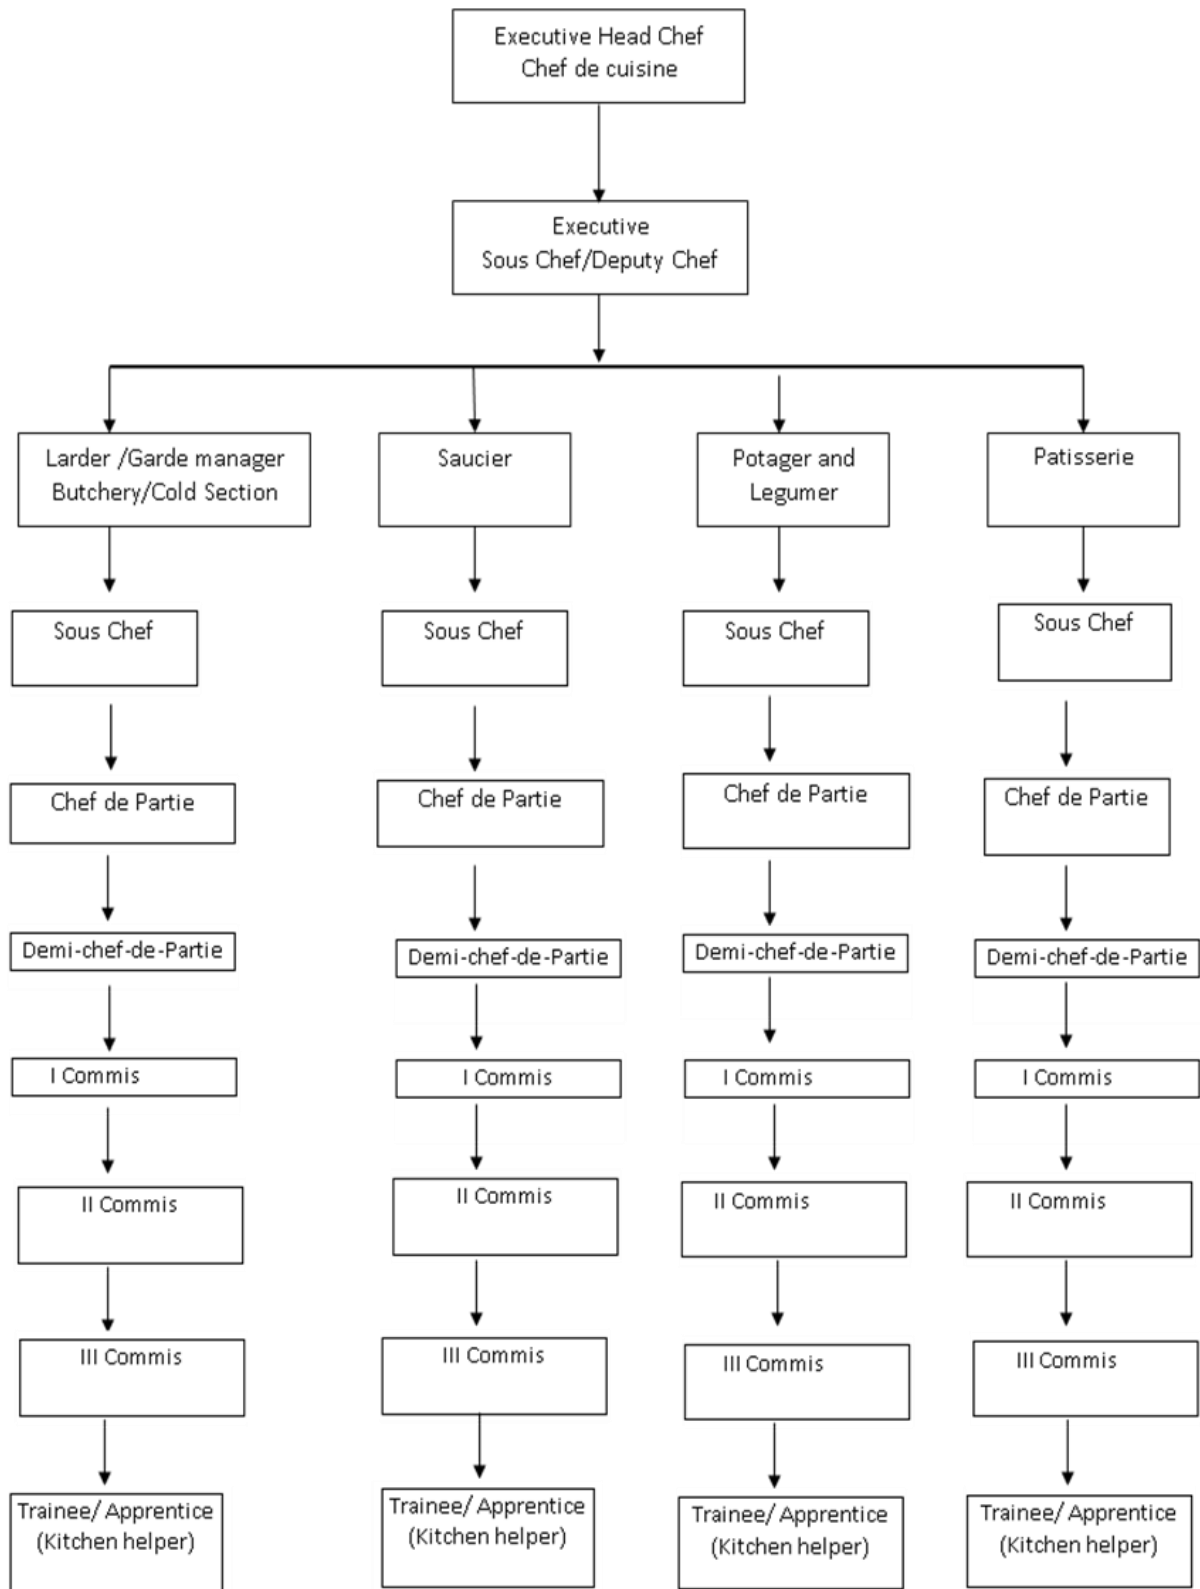 Executive Head Chef
Chef de cuisine
Executive
Sous Chef/Deputy Chef
Larder /Garde manager
Butchery/Cold Section
Saucier
Potager and
Legumer
Patisserie
Sous Chef
Sous Chef
Sous Chef
Sous Chef
Chef de Partie
Chef de Partie
Chef de Partie
Chef de Partie
Demi-chef-de-Partie
Demi-chef-de-Partie
Demi-chef-de-Partie
Demi-chef-de-Partie
I Commis
I Commis
I Commis
I Commis
II Commis
II Commis
II Commis
II Commis
III Commis
III Commis
III Commis
III Commis
Trainee/ Apprentice
(Kitchen helper)
Trainee/ Apprentice
(Kitchen helper)
Trainee/ Apprentice
(Kitchen helper)
Trainee/ Apprentice
(Kitchen helper)